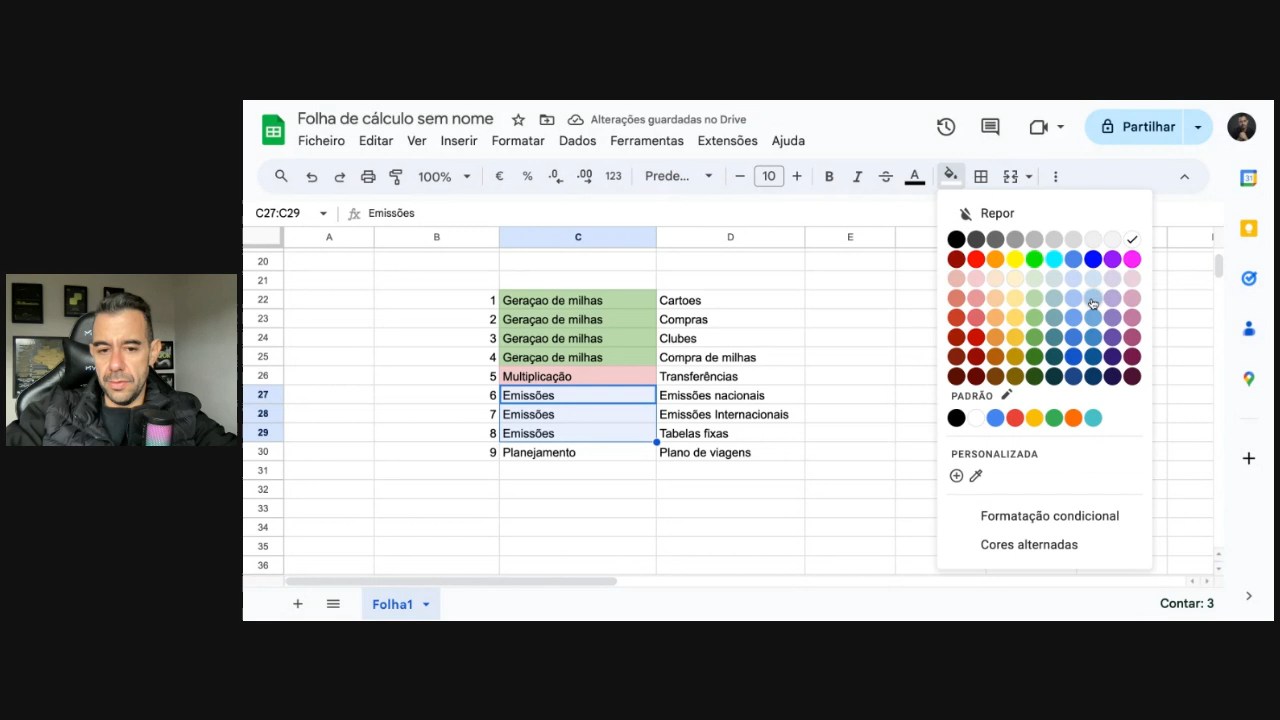 Folha de cálculo sem nome
Alterações guardadas no Drive
Ficheiro Editar Ver Inserir Formatar Dados Ferramentas Extensões Ajuda
Partilhar
100% € % .0 .00 123 Prede... 10 B I A
31
C27:C29 fx Emissões
A B C D E
20
21
22 1 Geraçao de milhas Cartoes
23 2 Geraçao de milhas Compras
24 3 Geraçao de milhas Clubes
25 4 Geraçao de milhas Compra de milhas
26 5 Multiplicação Transferências
27 6 Emissões Emissões nacionais
28 7 Emissões Emissões Internacionais
29 8 Emissões Tabelas fixas
30 9 Planejamento Plano de viagens
31
32
33
34
35
36
Repor
PADRÃO
PERSONALIZADA
Formatação condicional
Cores alternadas
Folha1
Contar: 3